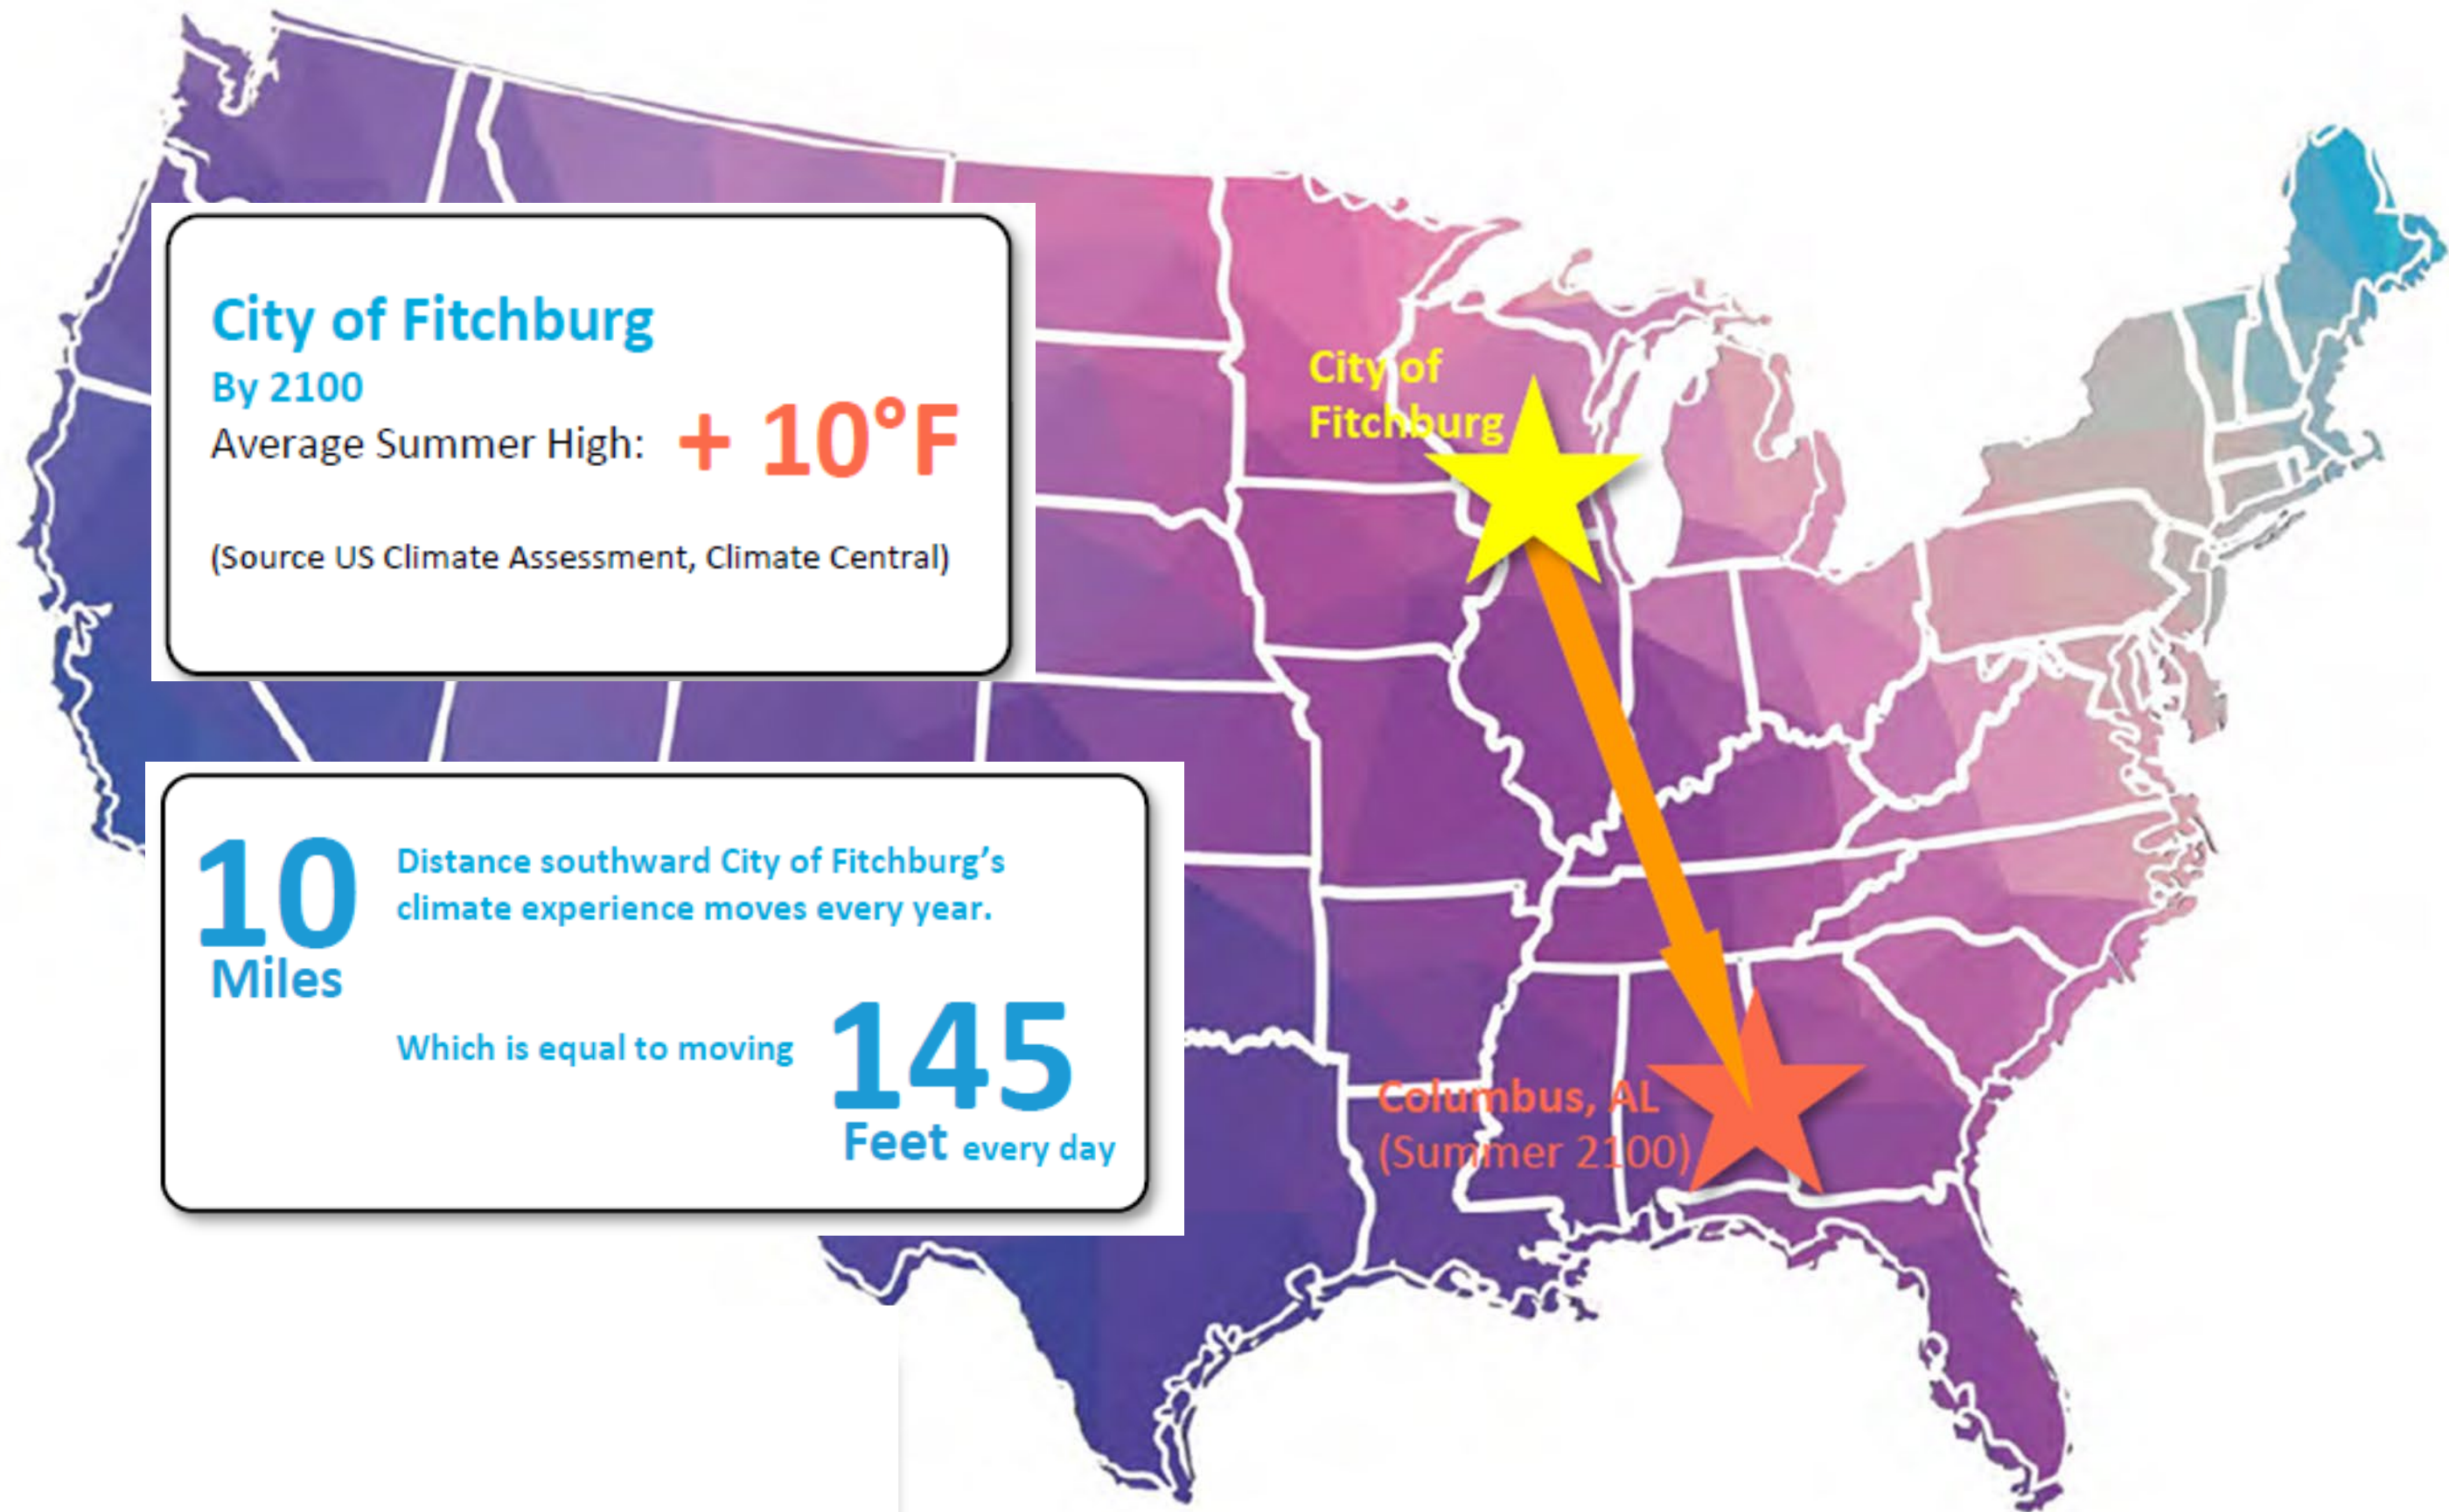 City of Fitchburg
By 2100
Average Summer High: + 10°F
(Source US Climate Assessment, Climate Central)
City of
Fitchburg
10
Miles
Distance southward City of Fitchburg’s
climate experience moves every year.
Which is equal to moving
145
Feet every day
Columbus, AL
(Summer 2100)